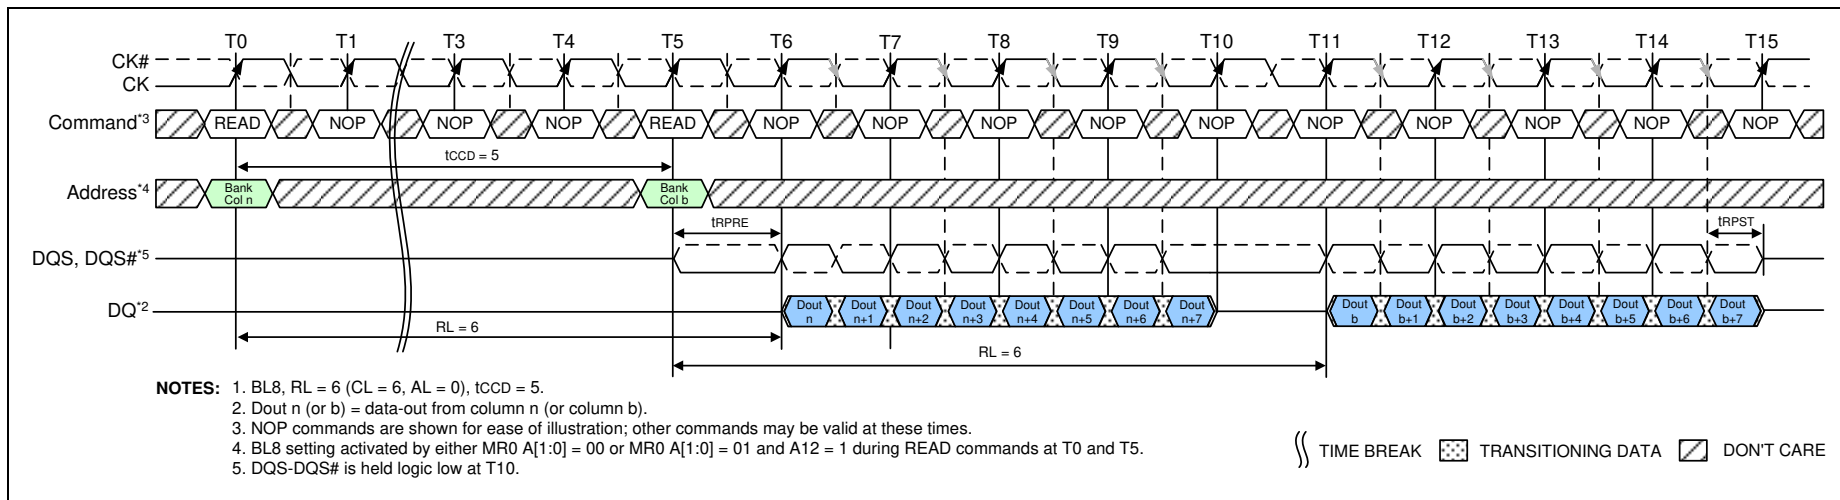 T0 T1 T3 T4 T5 T6 T7 T8 T9 T10 T11 T12 T13 T14 T15
CK#
CK
Command*3 READ NOP NOP NOP READ NOP NOP NOP NOP NOP NOP NOP NOP NOP NOP
tCCD = 5
Address*4 Bank Col n Bank Col b
tRPRE tRPST
DQS, DQS#*5
DQ*2 Dout n Dout n+1 Dout n+2 Dout n+3 Dout n+4 Dout n+5 Dout n+6 Dout n+7 Dout b Dout b+1 Dout b+2 Dout b+3 Dout b+4 Dout b+5 Dout b+6 Dout b+7
RL = 6
RL = 6
NOTES: 1. BL8, RL = 6 (CL = 6, AL = 0), tCCD = 5.
2. Dout n (or b) = data-out from column n (or column b).
3. NOP commands are shown for ease of illustration; other commands may be valid at these times.
4. BL8 setting activated by either MR0 A[1:0] = 00 or MR0 A[1:0] = 01 and A12 = 1 during READ commands at T0 and T5.
5. DQS-DQS# is held logic low at T10.
TIME BREAK TRANSITIONING DATA DON'T CARE